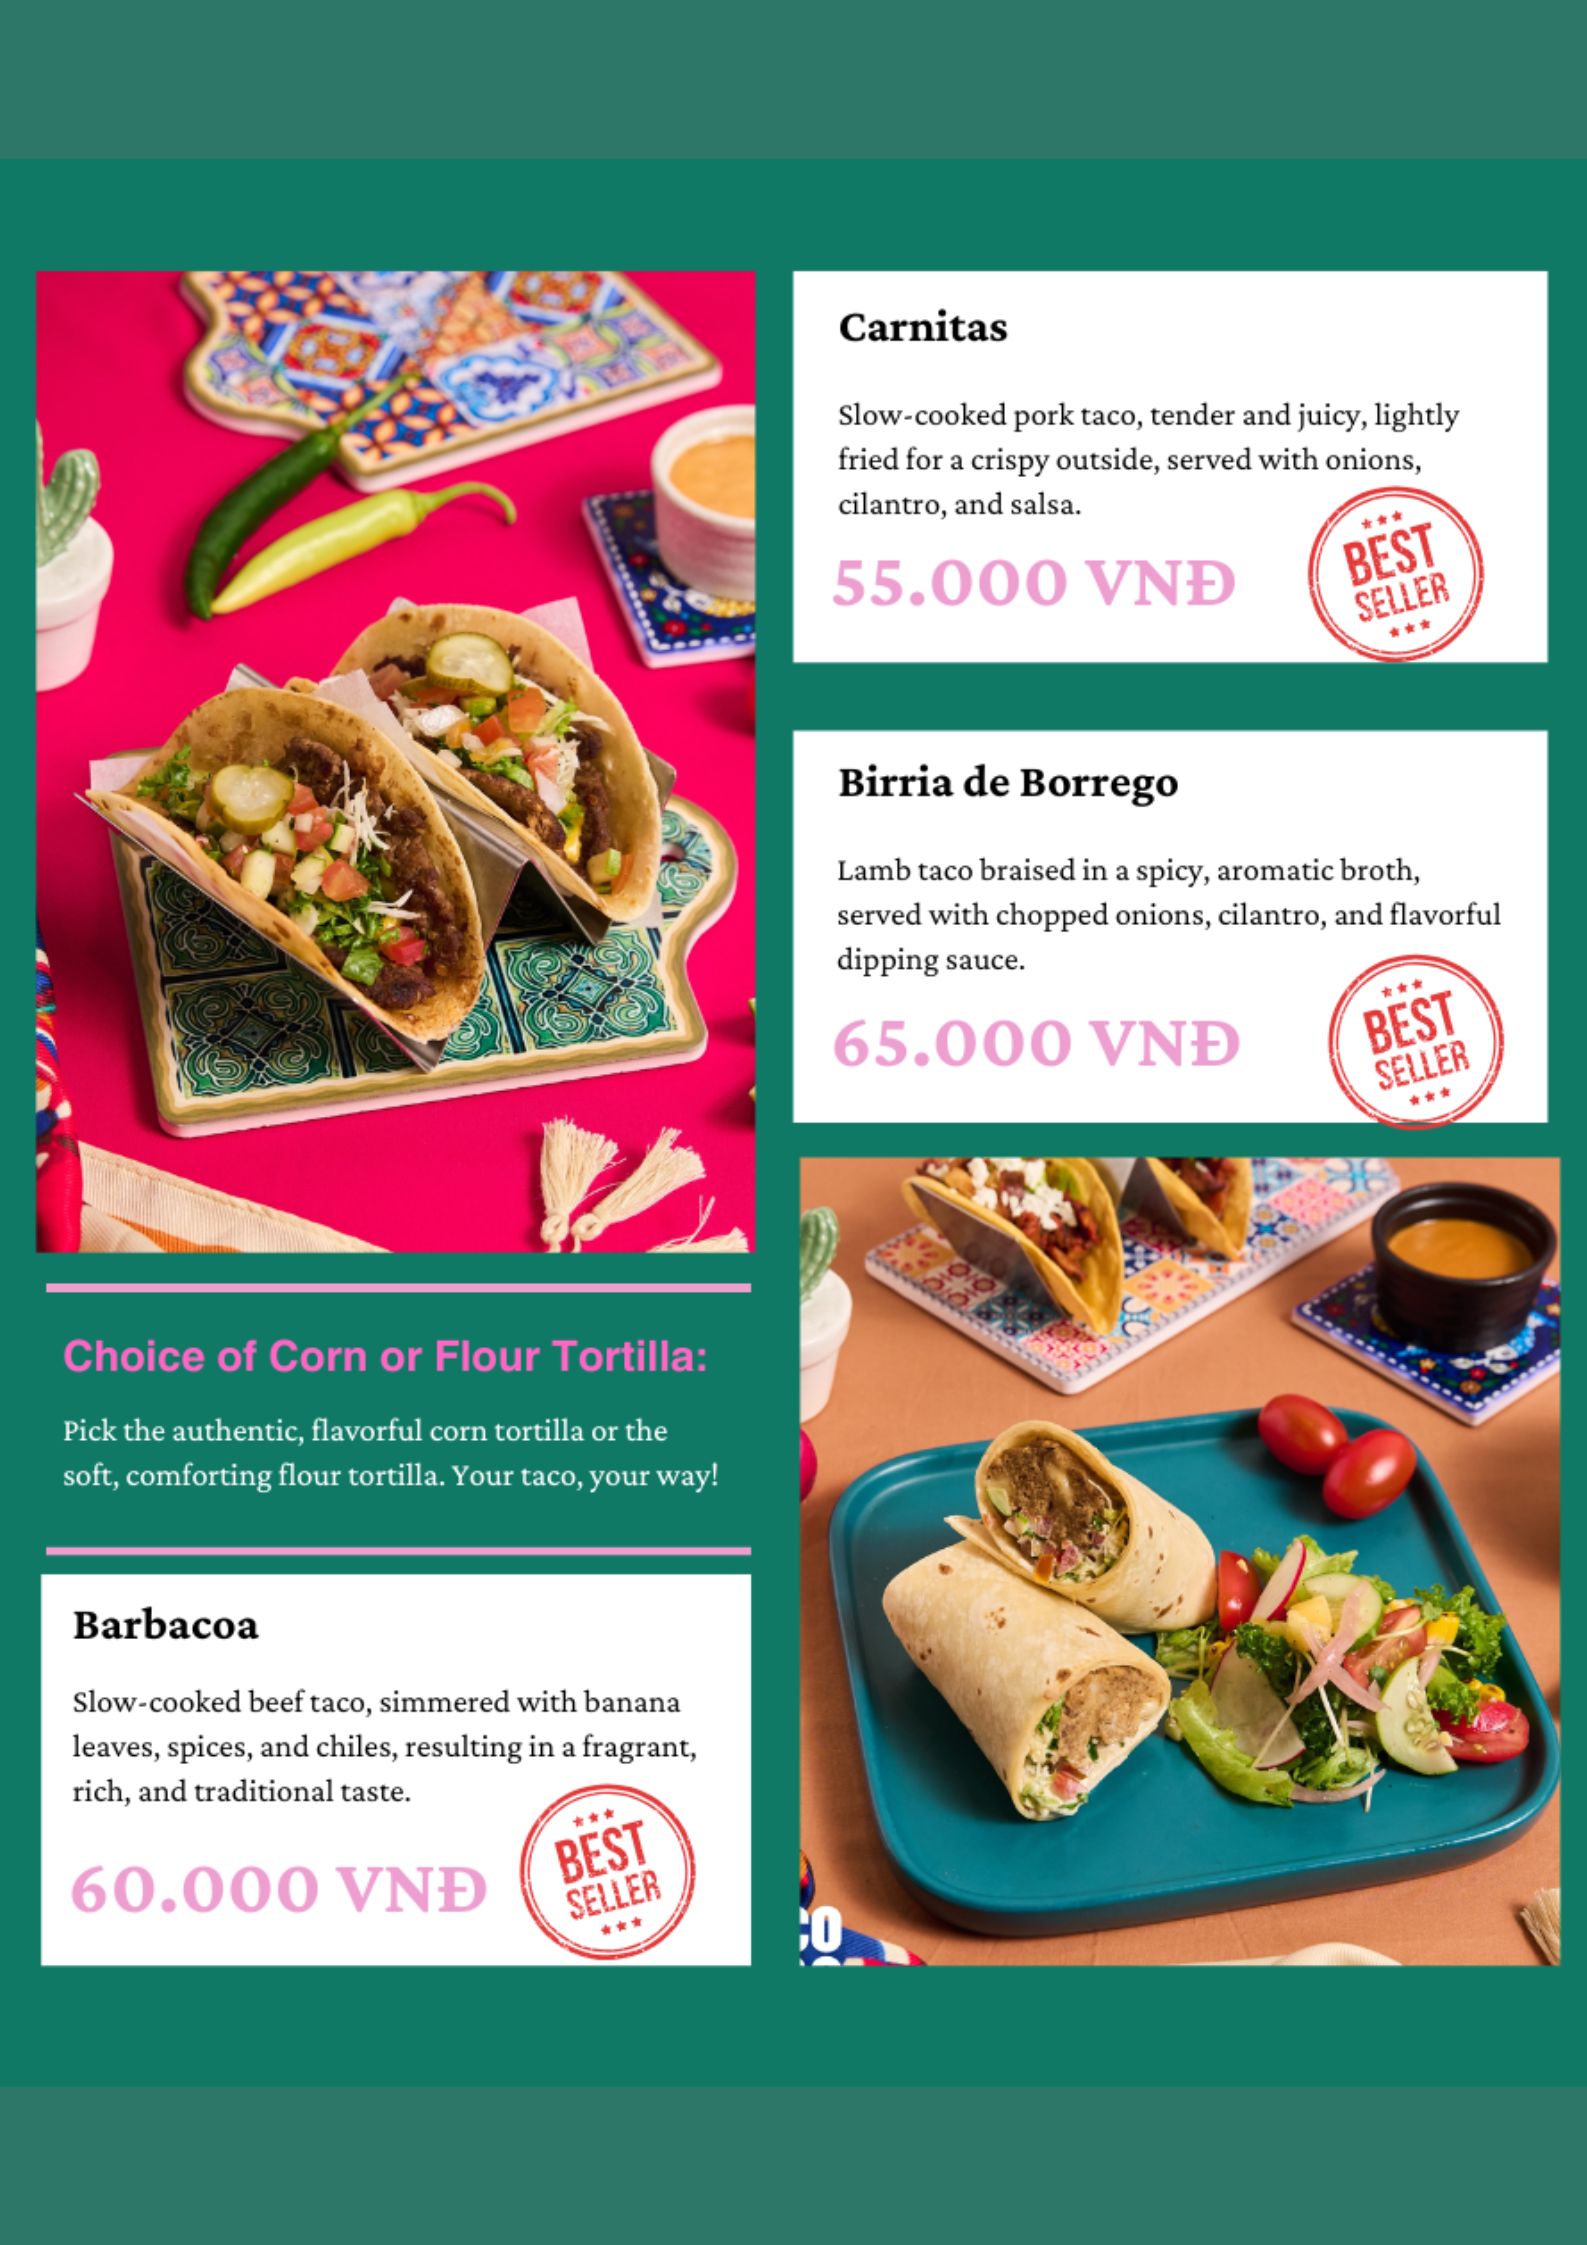 Carnitas
Slow-cooked pork taco, tender and juicy, lightly
fried for a crispy outside, served with onions,
cilantro, and salsa.
55.000 VNĐ
BEST
SELLER
Birria de Borrego
Lamb taco braised in a spicy, aromatic broth,
served with chopped onions, cilantro, and flavorful
dipping sauce.
65.000 VNĐ
BEST
SELLER
Choice of Corn or Flour Tortilla:
Pick the authentic, flavorful corn tortilla or the
soft, comforting flour tortilla. Your taco, your way!
Barbacoa
Slow-cooked beef taco, simmered with banana
leaves, spices, and chiles, resulting in a fragrant,
rich, and traditional taste.
60.000 VNĐ
BEST
SELLER